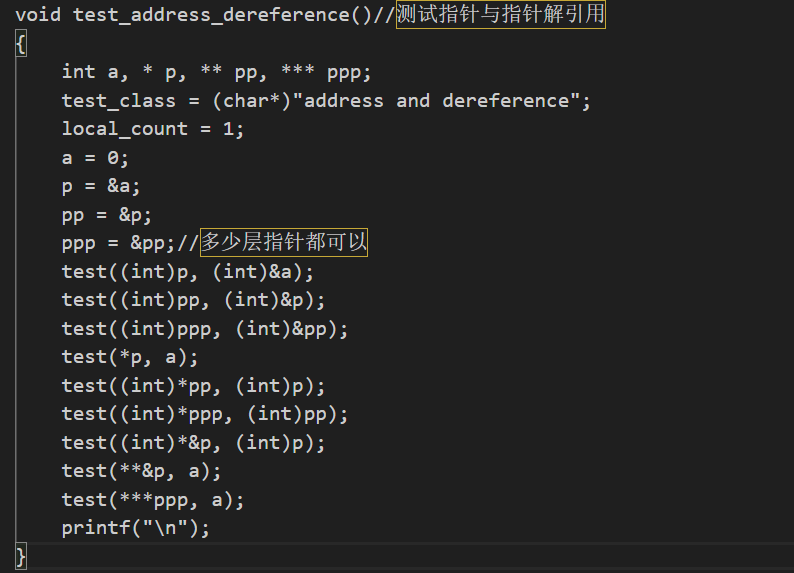 void test_address_dereference()//测试指针与指针解引用
{
    int a, * p, ** pp, *** ppp;
    test_class = (char*)"address and dereference";
    local_count = 1;
    a = 0;
    p = &a;
    pp = &p;
    ppp = &pp;//多少层指针都可以
    test((int)p, (int)&a);
    test((int)pp, (int)&p);
    test((int)ppp, (int)&pp);
    test(*p, a);
    test((int)*pp, (int)p);
    test((int)*ppp, (int)pp);
    test((int)*&p, (int)p);
    test(**&p, a);
    test(***ppp, a);
    printf("\n");
}